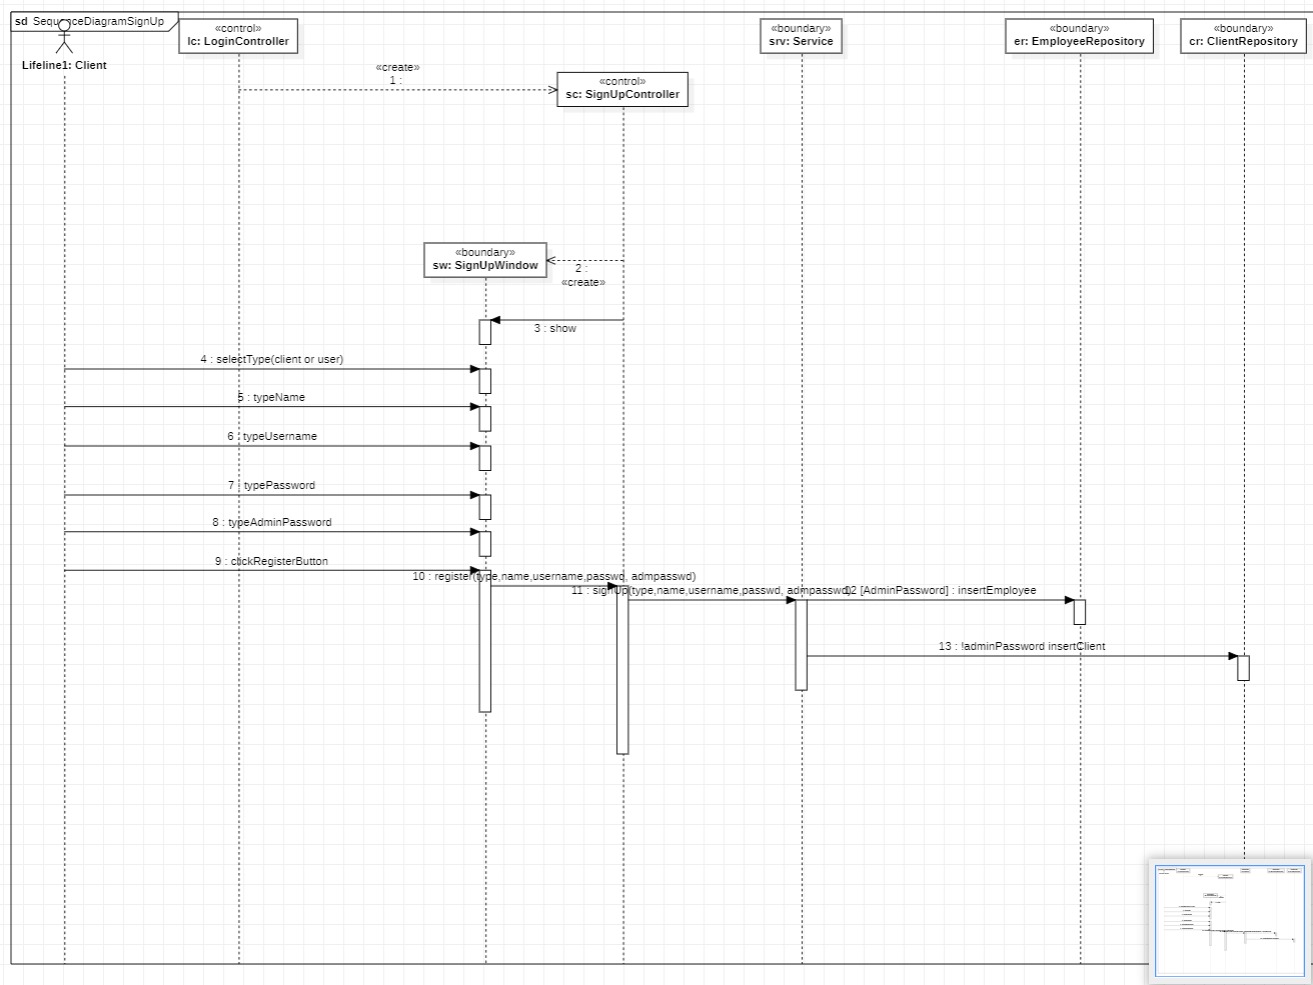 sd SequenceDiagramSignUp
Lifeline1: Client
«control»
lc: LoginController
«boundary»
srv: Service
«boundary»
er: EmployeeRepository
«boundary»
cr: ClientRepository
«create»
1 :
«control»
sc: SignUpController
«boundary»
sw: SignUpWindow
2 :
«create»
3 : show
4 : selectType(client or user)
5 : typeName
6 : typeUsername
7 : typePassword
8 : typeAdminPassword
9 : clickRegisterButton
10 : register(type,name,username,passwd, admpasswd)
11 : signUp(type,name,username,passwd, admpasswd)
12 [AdminPassword] : insertEmployee
13 : !adminPassword insertClient